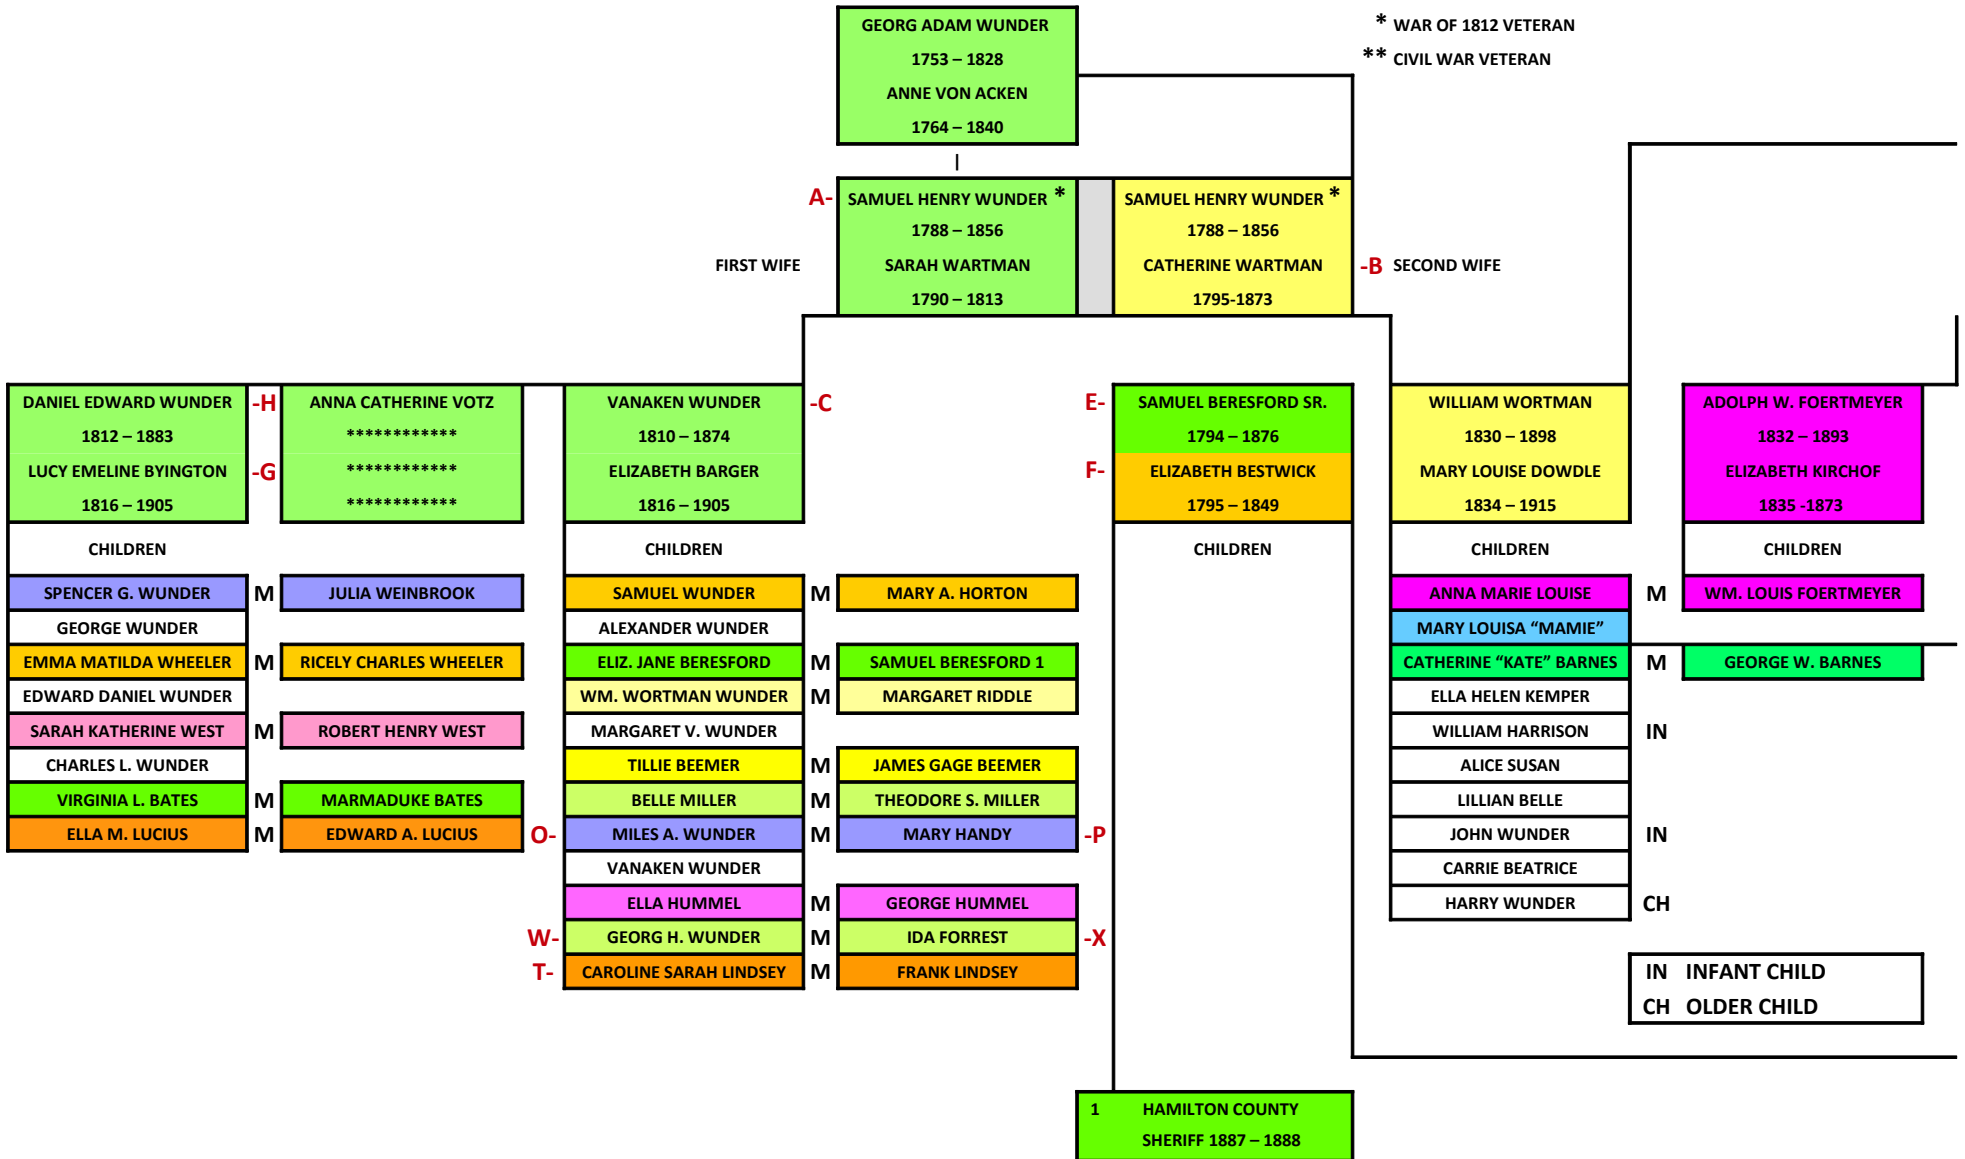 GEORG ADAM WUNDER
1753 – 1828
ANNE VON ACKEN
1764 – 1840
* WAR OF 1812 VETERAN
** CIVIL WAR VETERAN
|
A- SAMUEL HENRY WUNDER *
1788 – 1856
FIRST WIFE SARAH WARTMAN
1790 – 1813
SAMUEL HENRY WUNDER *
1788 – 1856
CATHERINE WARTMAN -B SECOND WIFE
1795-1873
DANIEL EDWARD WUNDER -H
1812 – 1883
LUCY EMELINE BYINGTON -G
1816 – 1905
ANNA CATHERINE VOTZ
************
************
************
VANAKEN WUNDER -C
1810 – 1874
ELIZABETH BARGER
1816 – 1905
E- SAMUEL BERESFORD SR.
1794 – 1876
F- ELIZABETH BESTWICK
1795 – 1849
WILLIAM WORTMAN
1830 – 1898
MARY LOUISE DOWDLE
1834 – 1915
ADOLPH W. FOERTMEYER
1832 – 1893
ELIZABETH KIRCHOF
1835 -1873
CHILDREN
SPENCER G. WUNDER M JULIA WEINBROOK
GEORGE WUNDER
EMMA MATILDA WHEELER M RICELY CHARLES WHEELER
EDWARD DANIEL WUNDER
SARAH KATHERINE WEST M ROBERT HENRY WEST
CHARLES L. WUNDER
VIRGINIA L. BATES M MARMADUKE BATES
ELLA M. LUCIUS M EDWARD A. LUCIUS
CHILDREN
SAMUEL WUNDER M MARY A. HORTON
ALEXANDER WUNDER
ELIZ. JANE BERESFORD M SAMUEL BERESFORD 1
WM. WORTMAN WUNDER M MARGARET RIDDLE
MARGARET V. WUNDER
TILLIE BEEMER M JAMES GAGE BEEMER
BELLE MILLER M THEODORE S. MILLER
O- MILES A. WUNDER M MARY HANDY -P
VANAKEN WUNDER
ELLA HUMMEL M GEORGE HUMMEL
W- GEORG H. WUNDER M IDA FORREST -X
T- CAROLINE SARAH LINDSEY M FRANK LINDSEY
CHILDREN
CHILDREN
ANNA MARIE LOUISE M
MARY LOUISA “MAMIE”
CATHERINE “KATE” BARNES M GEORGE W. BARNES
ELLA HELEN KEMPER
WILLIAM HARRISON IN
ALICE SUSAN
LILLIAN BELLE
JOHN WUNDER IN
CARRIE BEATRICE
HARRY WUNDER CH
CHILDREN
WM. LOUIS FOERTMEYER
IN INFANT CHILD
CH OLDER CHILD
1 HAMILTON COUNTY
SHERIFF 1887 – 1888